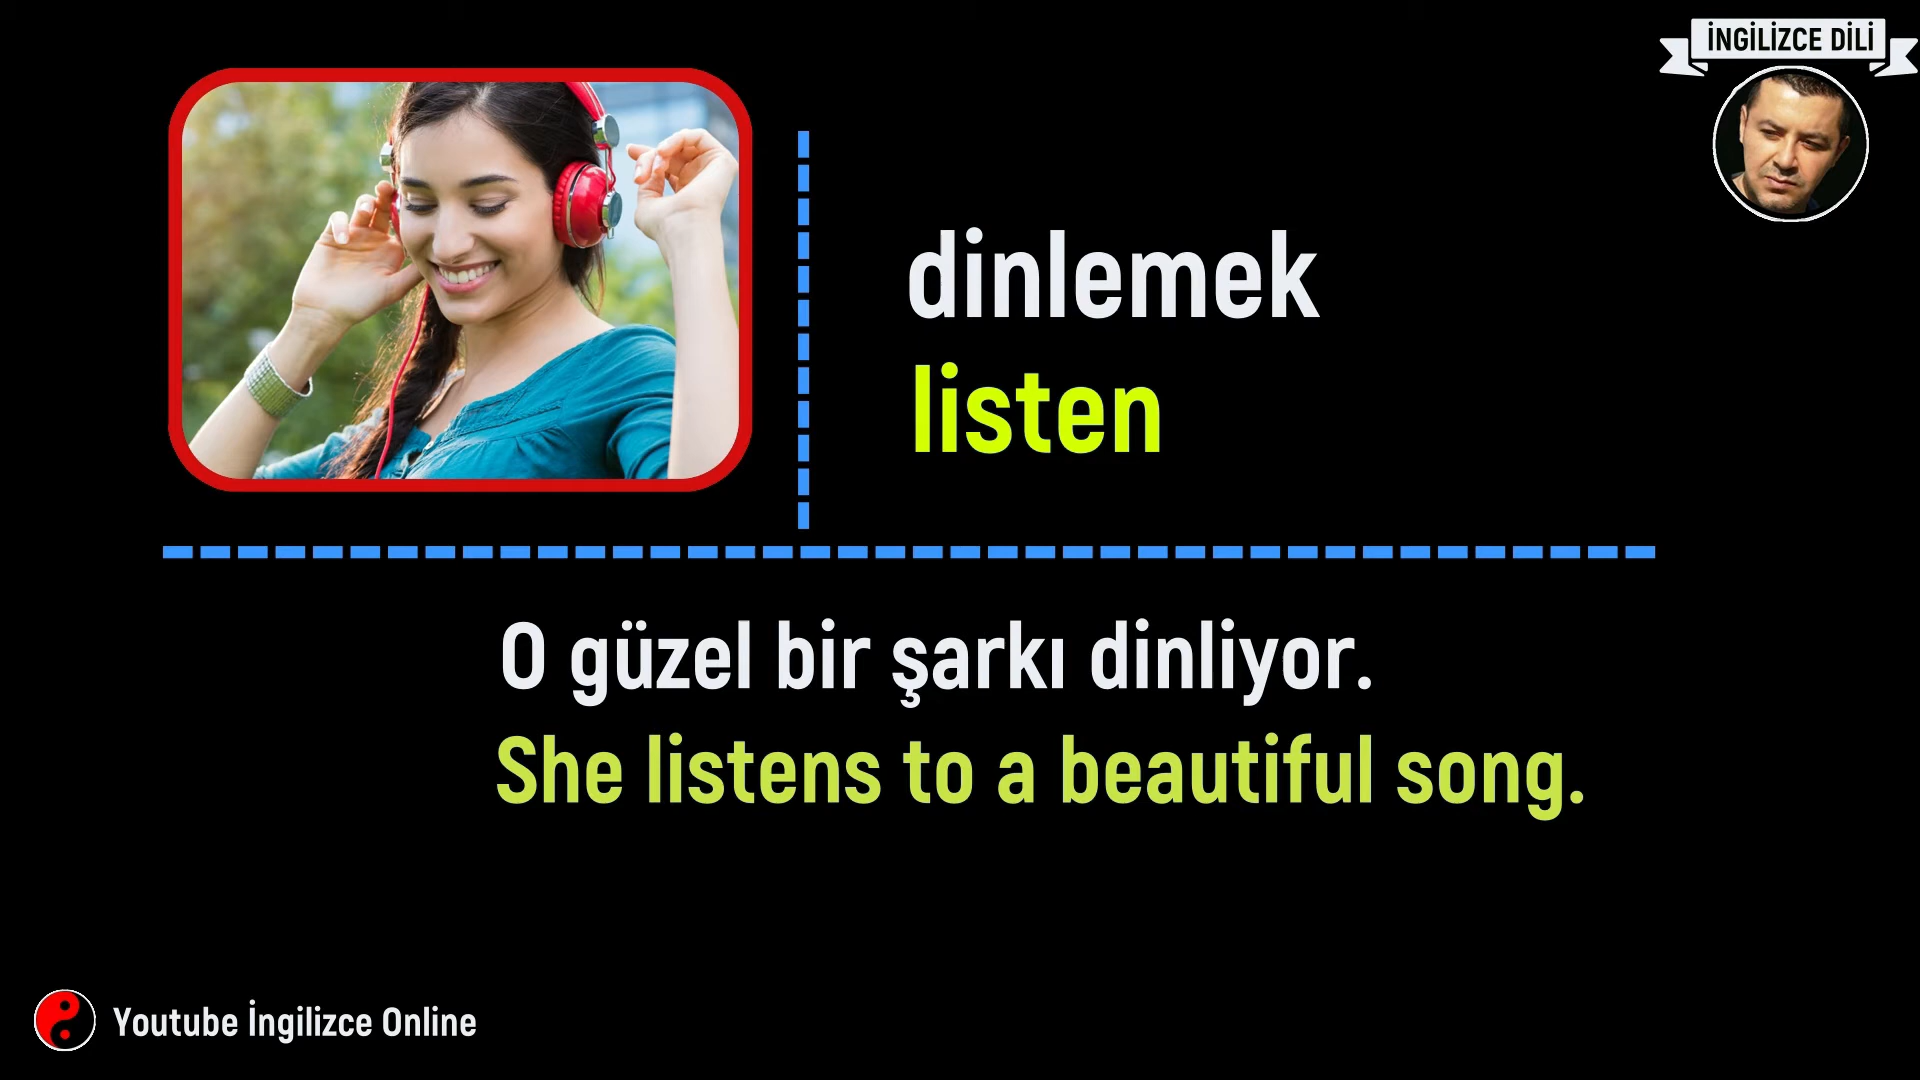 İNGİLİZCE DİLİ
dinlemek
listen
O güzel bir şarkı dinliyor.
She listens to a beautiful song.
Youtube İngilizce Online